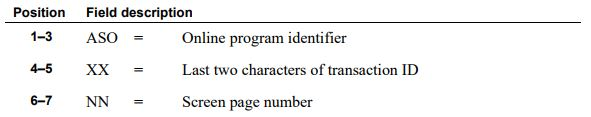 Position Field description
1–3 ASO = Online program identifier
4–5 XX = Last two characters of transaction ID
6–7 NN = Screen page number